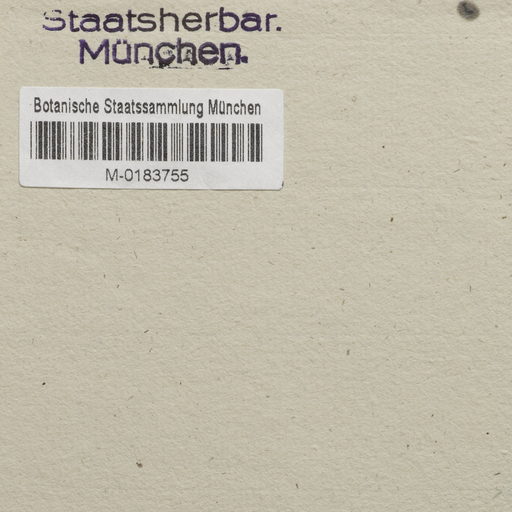 Staatsherbar.
München.
Botanische Staatssammlung München
M-0183755